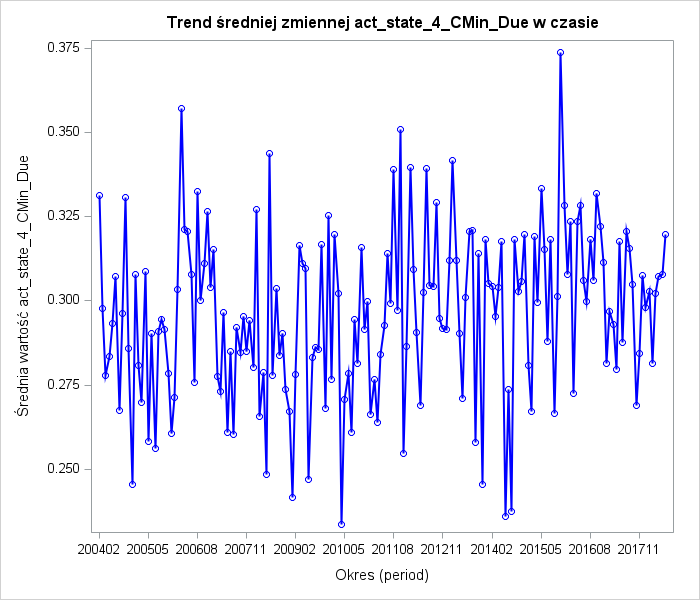 Trend średniej zmiennej act_state_4_CMin_Due w czasie
Średnia wartość act_state_4_CMin_Due
0.375
0.350
0.325
0.300
0.275
0.250
200402 200505 200608 200711 200902 201005 201108 201211 201402 201505 201608 201711
Okres (period)